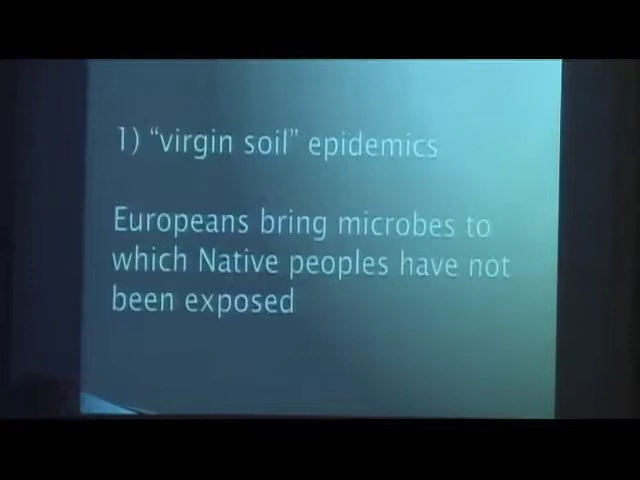 1) “virgin soil” epidemics
Europeans bring microbes to
which Native peoples have not
been exposed